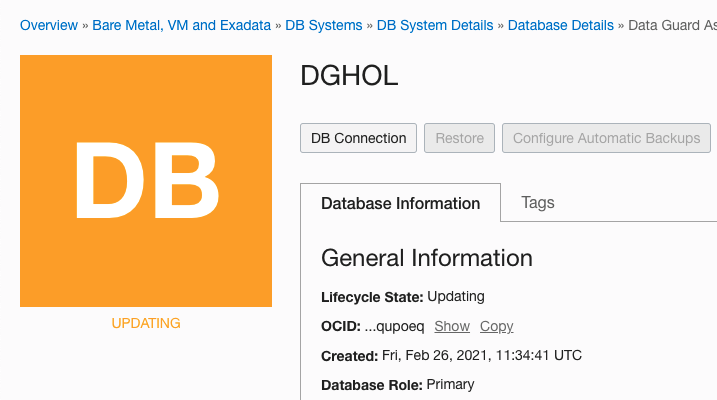 Overview » Bare Metal, VM and Exadata » DB Systems » DB System Details » Database Details » Data Guard As
DB
UPDATING
DGHOL
DB Connection Restore Configure Automatic Backups
Database Information Tags
General Information
Lifecycle State: Updating
OCID: ...qupoeq Show Copy
Created: Fri, Feb 26, 2021, 11:34:41 UTC
Database Role: Primary